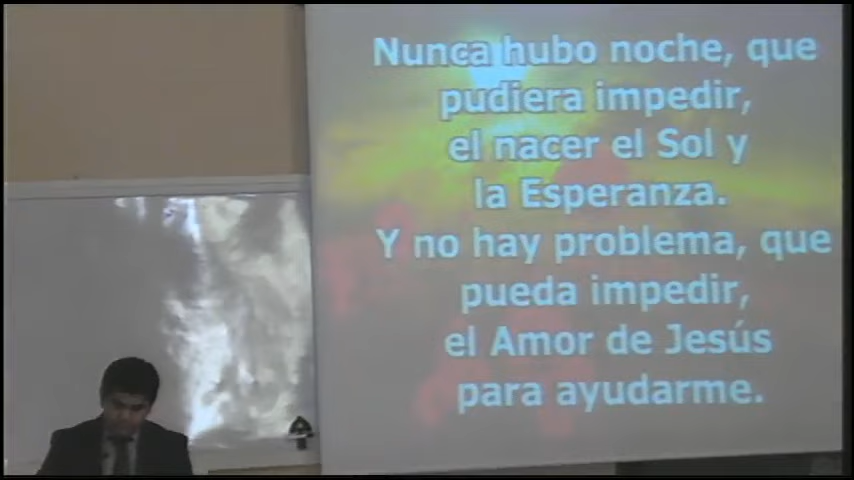 Nunca hubo noche, que
pudiera impedir,
el nacer el Sol y
la Esperanza.
Y no hay problema, que
pueda impedir,
el Amor de Jesús
para ayudarme.